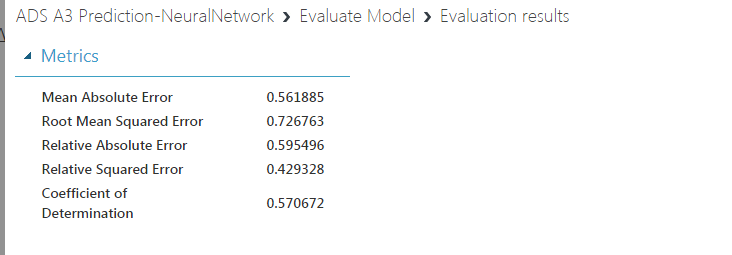 ADS A3 Prediction-NeuralNetwork ❯ Evaluate Model ❯ Evaluation results
Metrics
Mean Absolute Error 0.561885
Root Mean Squared Error 0.726763
Relative Absolute Error 0.595496
Relative Squared Error 0.429328
Coefficient of
Determination 0.570672